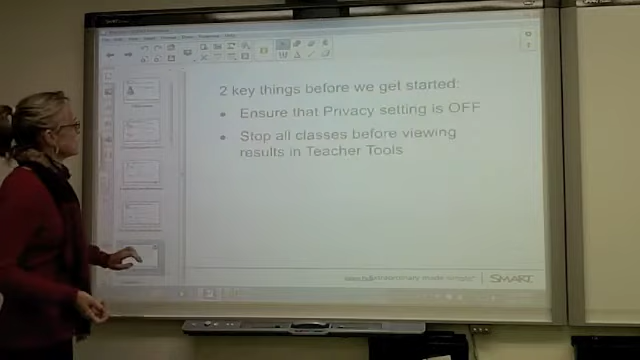 2 key things before we get started:
• Ensure that Privacy setting is OFF
• Stop all classes before viewing
results in Teacher Tools
SMART